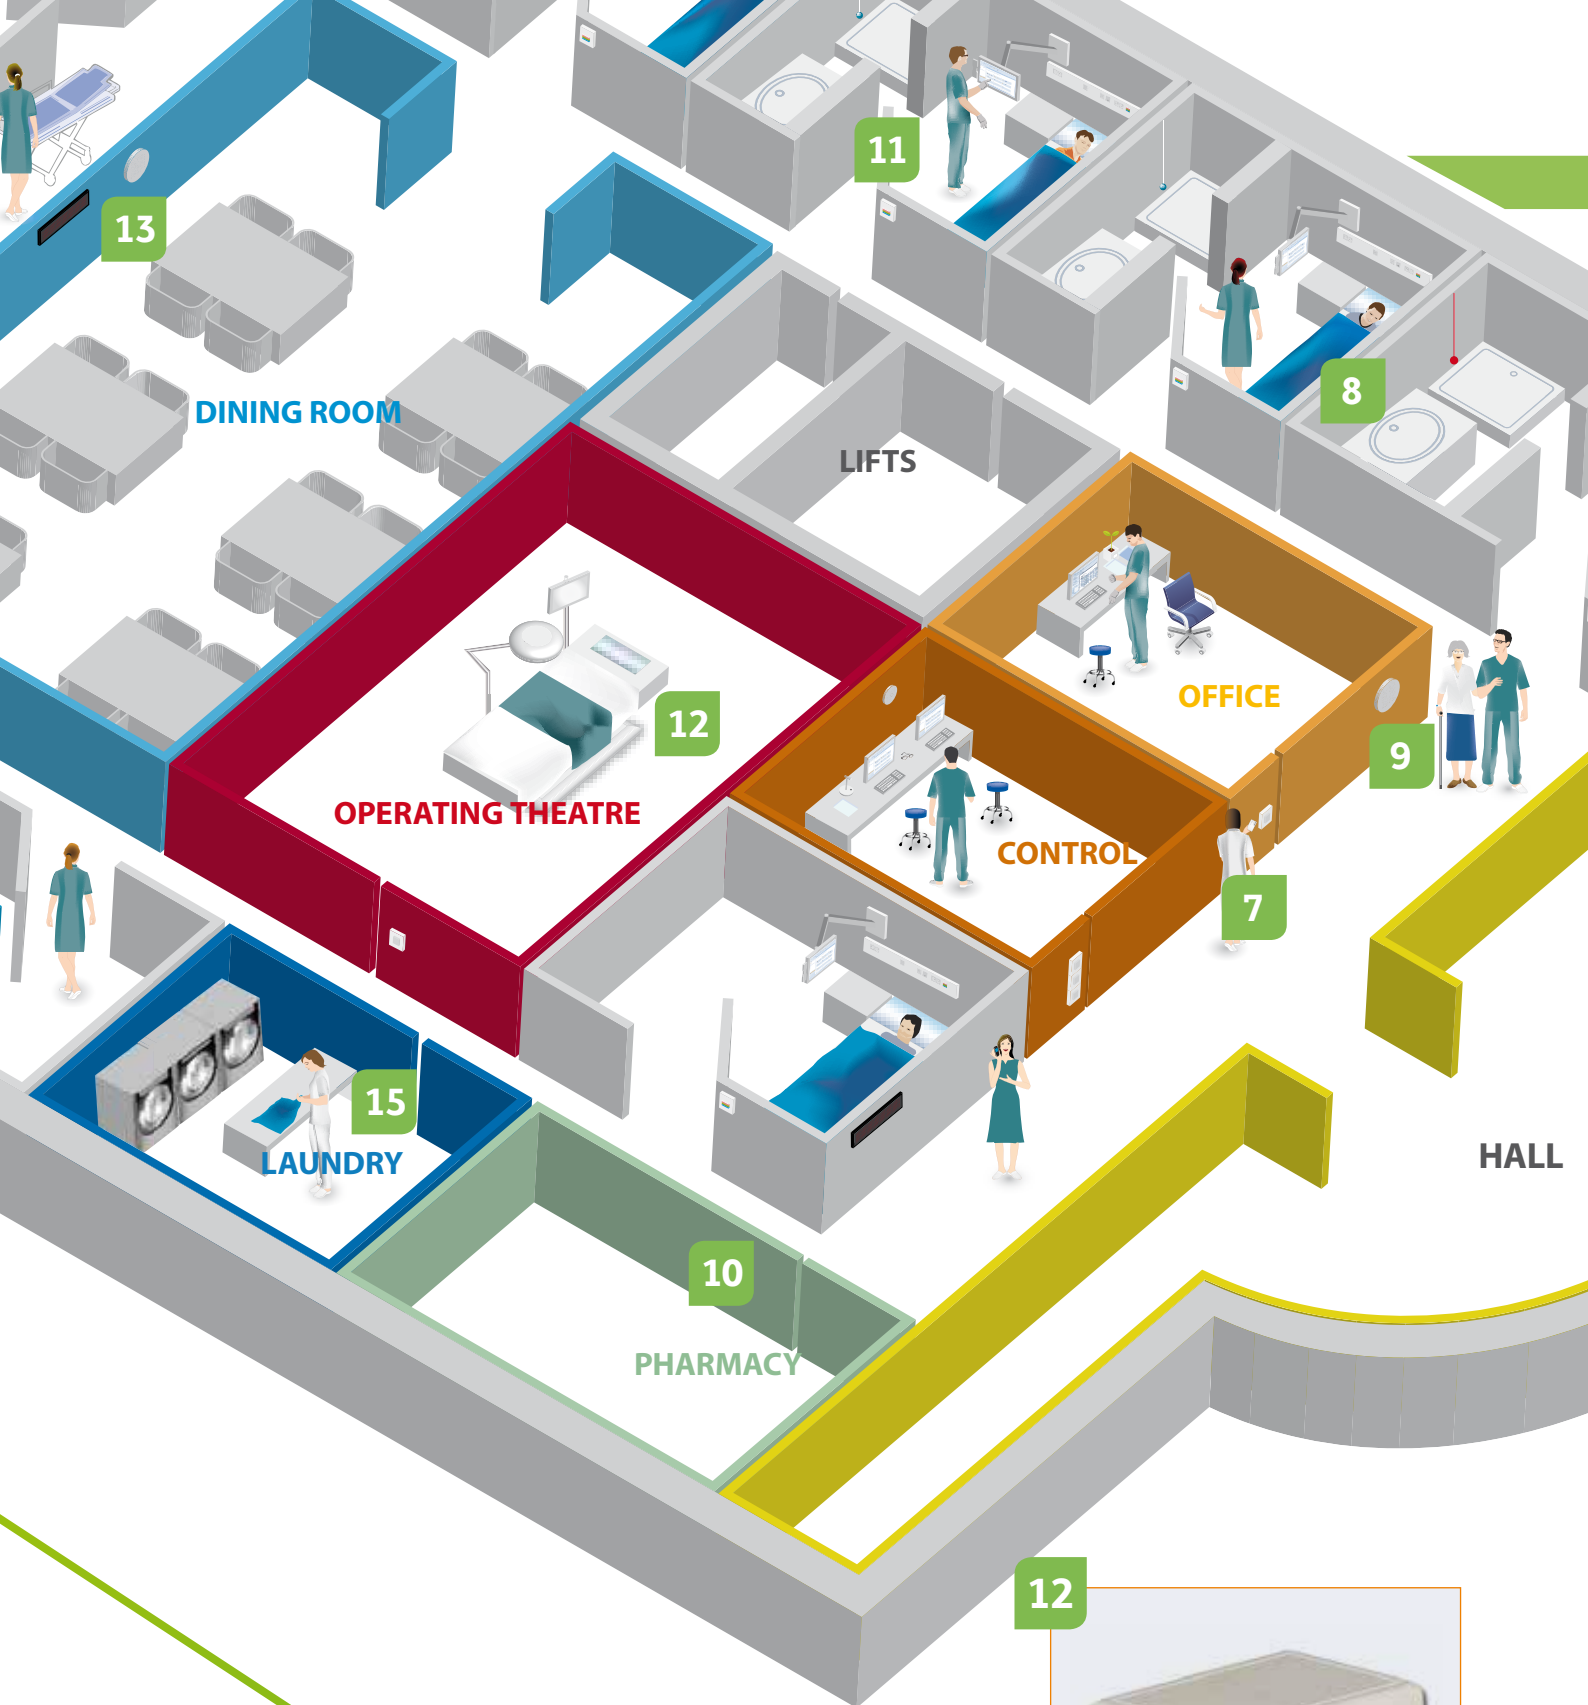 11
13
8
DINING ROOM
LIFTS
OFFICE
12
9
OPERATING THEATRE
CONTROL
7
15
LAUNDRY
HALL
10
PHARMACY
12